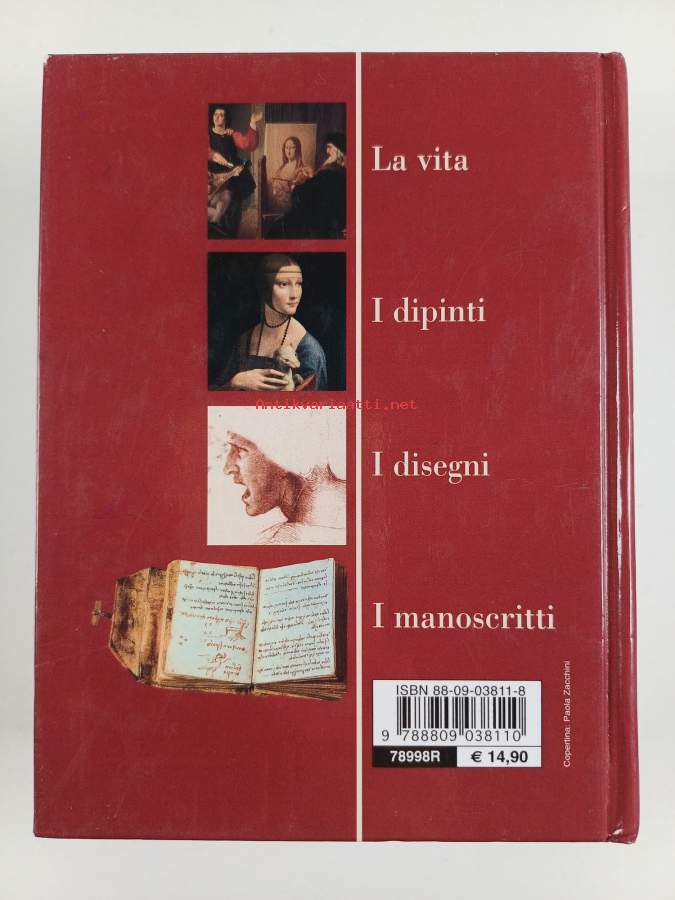 La vita
I dipinti
Antikvariaatti.net
I disegni
I manoscritti
ISBN 88-09-03811-8
9 788809 038110
78998R
€ 14,90
Copertina: Paola Zacchini